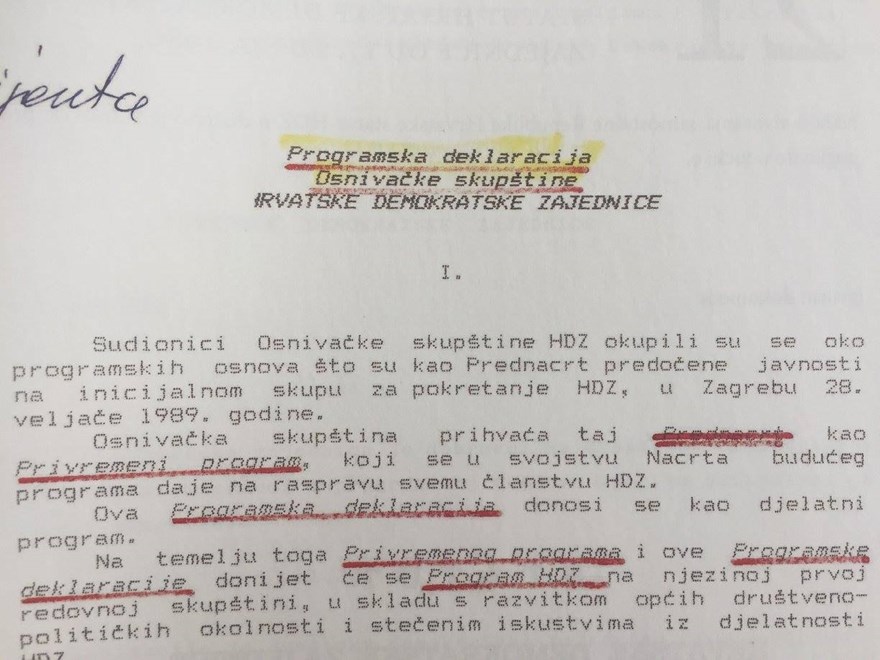 Programska deklaracija
Osnivačke skupštine
HRVATSKE DEMOKRATSKE ZAJEDNICE
I.
Sudionici Osnivačke skupštine HDZ okupili su se oko
programskih osnova što su kao Prednacrt predočene javnosti
na inicijalnom skupu za pokretanje HDZ, u Zagrebu 28.
veljače 1989. godine.
Osnivačka skupština prihvaća taj Prednacrt kao
Privremeni program, koji se u svojstvu Nacrta budućeg
programa daje na raspravu svemu članstvu HDZ.
Ova Programska deklaracija donosi se kao djelatni
program.
Na temelju toga Privremenog programa i ove Programske
deklaracije donijet će se Program HDZ na njezinoj prvoj
redovnoj skupštini, u skladu s razvitkom općih društveno-
političkih okolnosti i stečenim iskustvima iz djelatnosti
HDZ